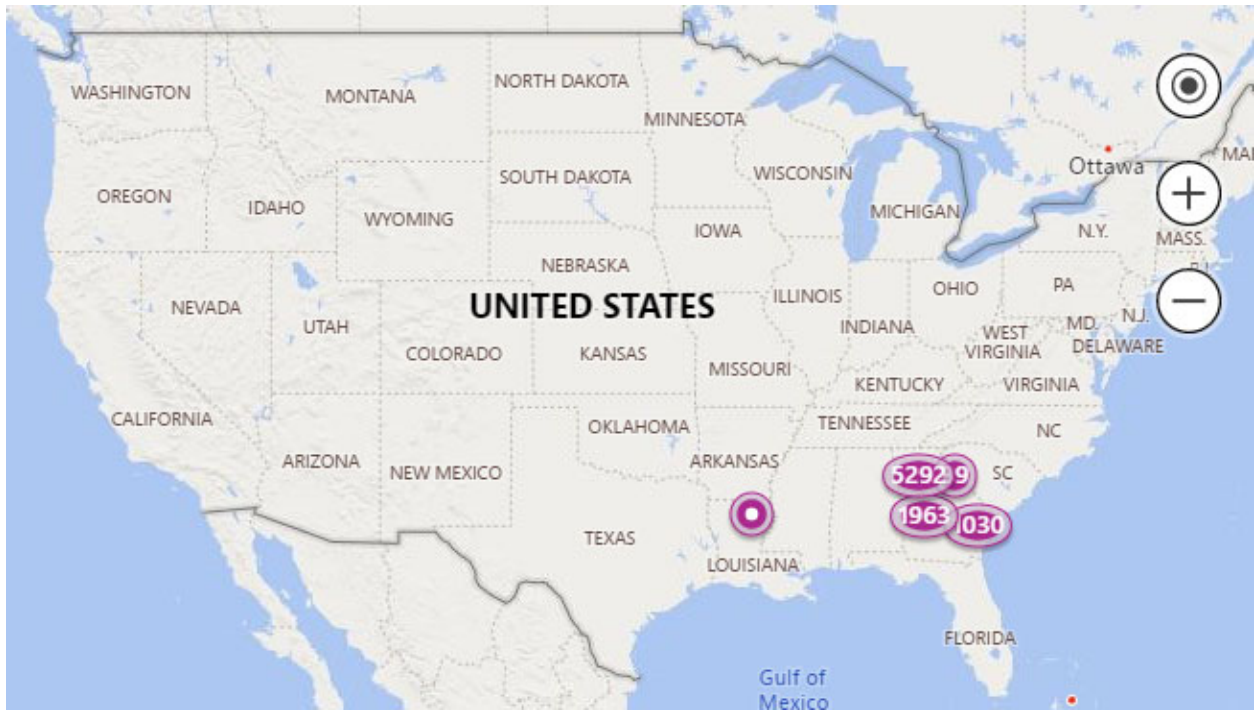 WASHINGTON
MONTANA
NORTH DAKOTA
MINNESOTA
Ottawa
OREGON
IDAHO
WYOMING
SOUTH DAKOTA
WISCONSIN
MICHIGAN
N.Y.
MASS.
IOWA
NEBRASKA
NEVADA
UTAH
UNITED STATES
ILLINOIS
INDIANA
OHIO
PA
N.J.
MD.
DELAWARE
WEST
VIRGINIA
COLORADO
KANSAS
MISSOURI
KENTUCKY
VIRGINIA
CALIFORNIA
OKLAHOMA
TENNESSEE
NC
ARIZONA
NEW MEXICO
ARKANSAS
5292
9
SC
1963
030
TEXAS
LOUISIANA
FLORIDA
Gulf of
Mexico